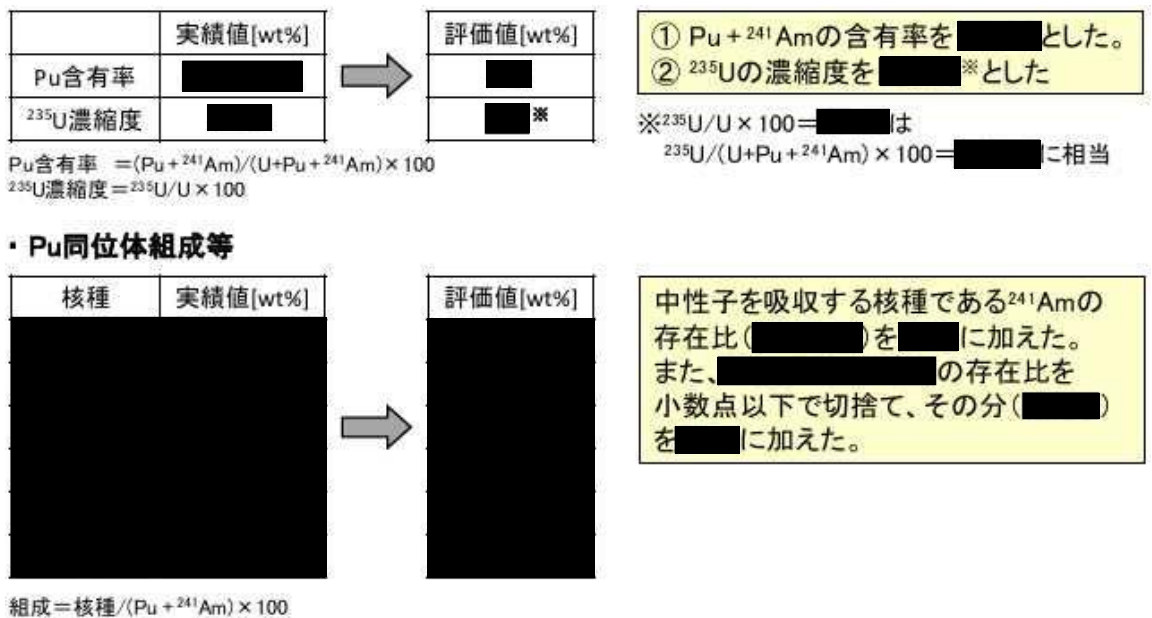 実績値[wt%]
Pu含有率
²³⁵U濃縮度
評価値[wt%]
※
Pu含有率 =(Pu+²⁴¹Am)/(U+Pu+²⁴¹Am)×100
²³⁵U濃縮度=²³⁵U/U×100
① Pu+²⁴¹Amの含有率を とした。
② ²³⁵Uの濃縮度を ※とした
※²³⁵U/U×100= は
²³⁵U/(U+Pu+²⁴¹Am)×100= に相当
・Pu同位体組成等
核種 実績値[wt%]
評価値[wt%]
組成=核種/(Pu+²⁴¹Am)×100
中性子を吸収する核種である²⁴¹Amの
存在比( )を に加えた。
また、 の存在比を
小数点以下で切捨て、その分( )
を に加えた。